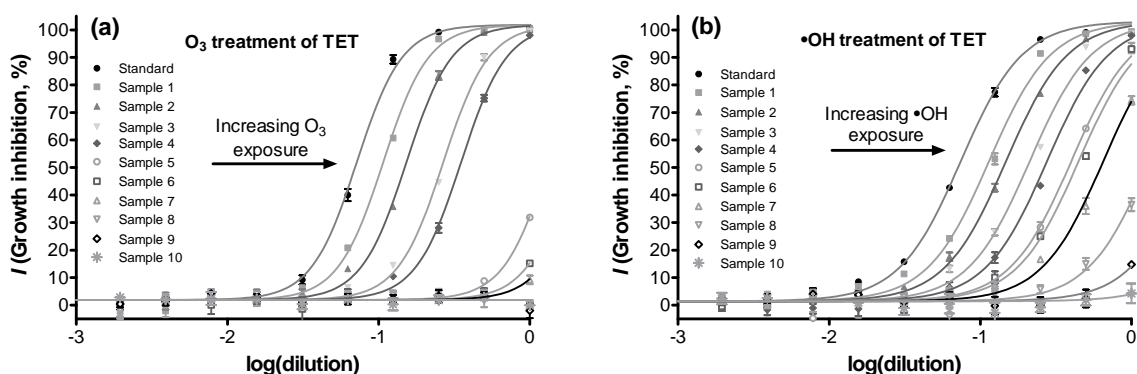 (a)
O₃ treatment of TET
I (Growth inhibition, %)
100
90
80
70
60
50
40
30
20
10
0
Standard
Sample 1
Sample 2
Sample 3
Sample 4
Sample 5
Sample 6
Sample 7
Sample 8
Sample 9
Sample 10
Increasing O₃
exposure
-3
-2
-1
0
log(dilution)
(b)
•OH treatment of TET
I (Growth inhibition, %)
100
90
80
70
60
50
40
30
20
10
0
Standard
Sample 1
Sample 2
Sample 3
Sample 4
Sample 5
Sample 6
Sample 7
Sample 8
Sample 9
Sample 10
Increasing •OH
exposure
-3
-2
-1
0
log(dilution)